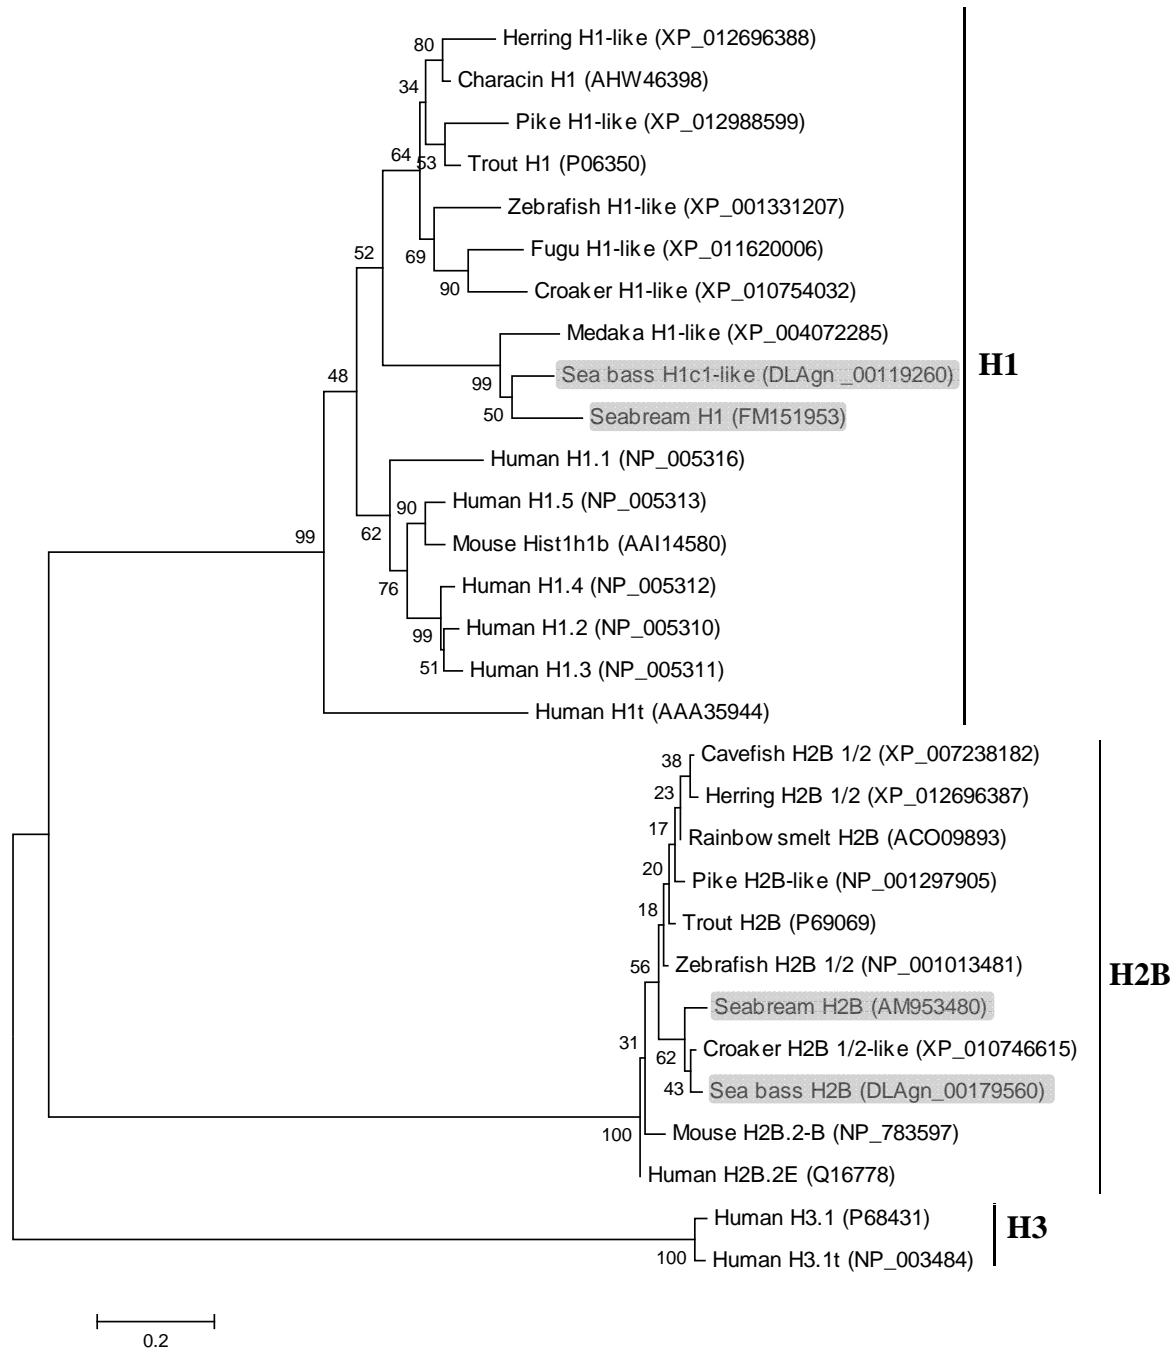 Herring H1-like (XP_012696388)
80
Characin H1 (AHW46398)
34
Pike H1-like (XP_012988599)
64
53
Trout H1 (P06350)
Zebrafish H1-like (XP_001331207)
52
Fugu H1-like (XP_011620006)
69
90
Croaker H1-like (XP_010754032)
Medaka H1-like (XP_004072285)
H1
48
Sea bass H1c1-like (DLAgn _00119260)
99
50
Seabream H1 (FM151953)
Human H1.1 (NP_005316)
90
Human H1.5 (NP_005313)
99
62
Mouse Hist1h1b (AAI14580)
76
Human H1.4 (NP_005312)
99
Human H1.2 (NP_005310)
51
Human H1.3 (NP_005311)
Human H1t (AAA35944)
38
Cavefish H2B 1/2 (XP_007238182)
23
Herring H2B 1/2 (XP_012696387)
17
Rainbow smelt H2B (ACO09893)
20
Pike H2B-like (NP_001297905)
18
Trout H2B (P69069)
56
Zebrafish H2B 1/2 (NP_001013481)
H2B
Seabream H2B (AM953480)
31
62
Croaker H2B 1/2-like (XP_010746615)
43
Sea bass H2B (DLAgn_00179560)
100
Mouse H2B.2-B (NP_783597)
Human H2B.2E (Q16778)
Human H3.1 (P68431)
H3
100
Human H3.1t (NP_003484)
0.2